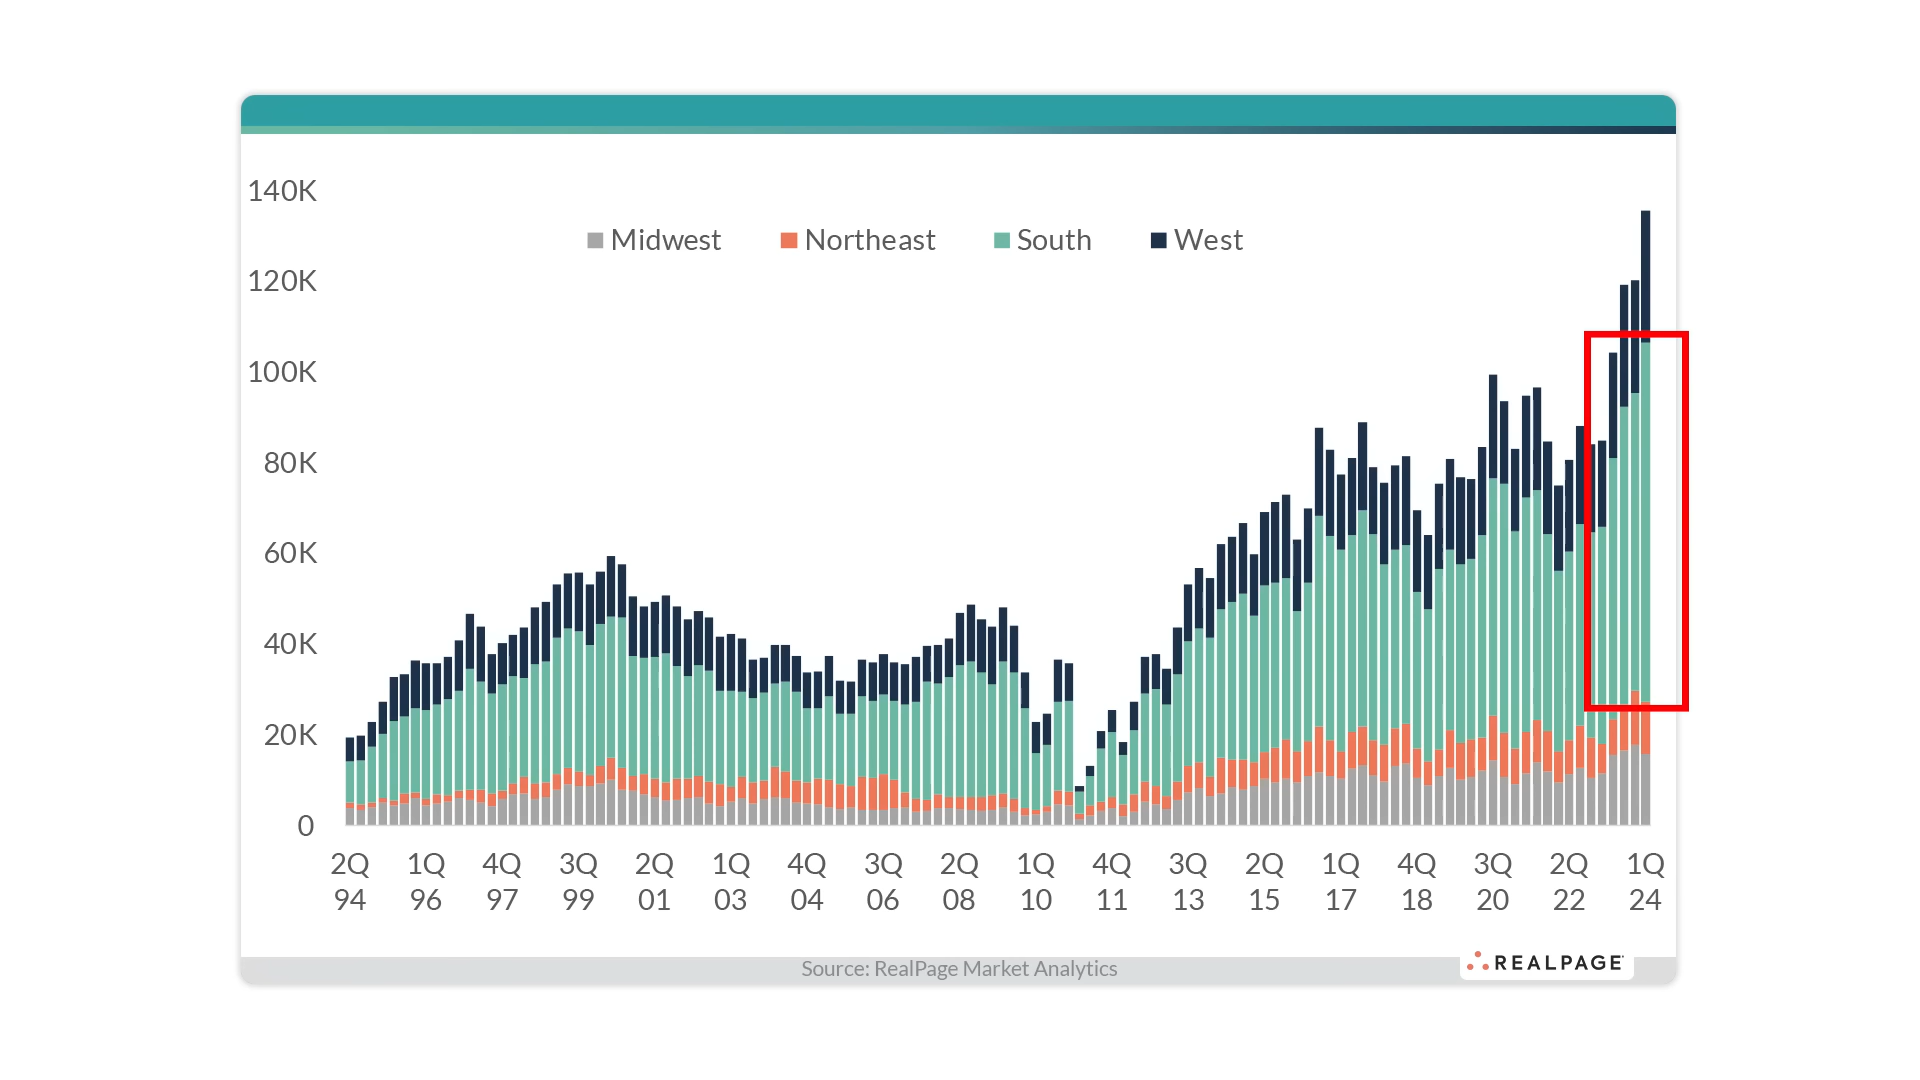 140K
Midwest Northeast South West
120K
100K
80K
60K
40K
20K
0
2Q 1Q 4Q 3Q 2Q 1Q 4Q 3Q 2Q 1Q 4Q 3Q 2Q 1Q 4Q 3Q 2Q 1Q
94 96 97 99 01 03 04 06 08 10 11 13 15 17 18 20 22 24
Source: RealPage Market Analytics
REALPAGE